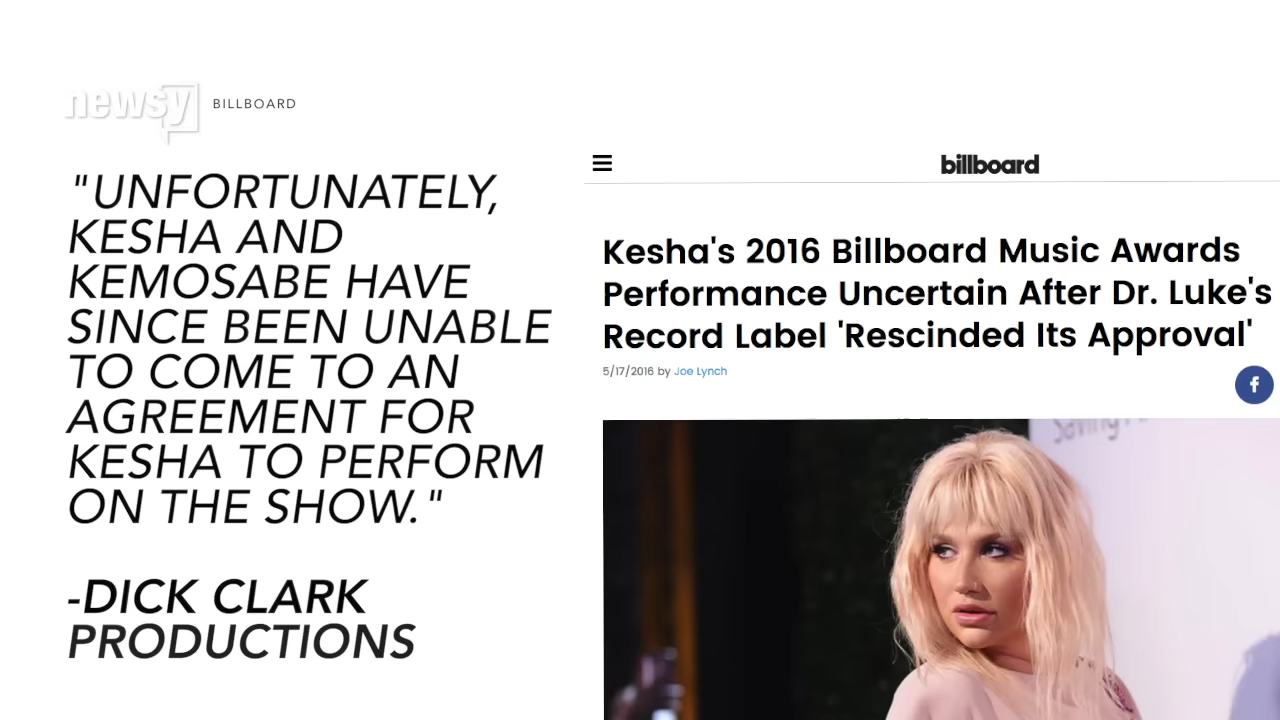 newsy BILLBOARD
"UNFORTUNATELY,
KESHA AND
KEMOSABE HAVE
SINCE BEEN UNABLE
TO COME TO AN
AGREEMENT FOR
KESHA TO PERFORM
ON THE SHOW."
-DICK CLARK
PRODUCTIONS
billboard
Kesha's 2016 Billboard Music Awards
Performance Uncertain After Dr. Luke's
Record Label 'Rescinded Its Approval'
5/17/2016 by Joe Lynch
f
Saving